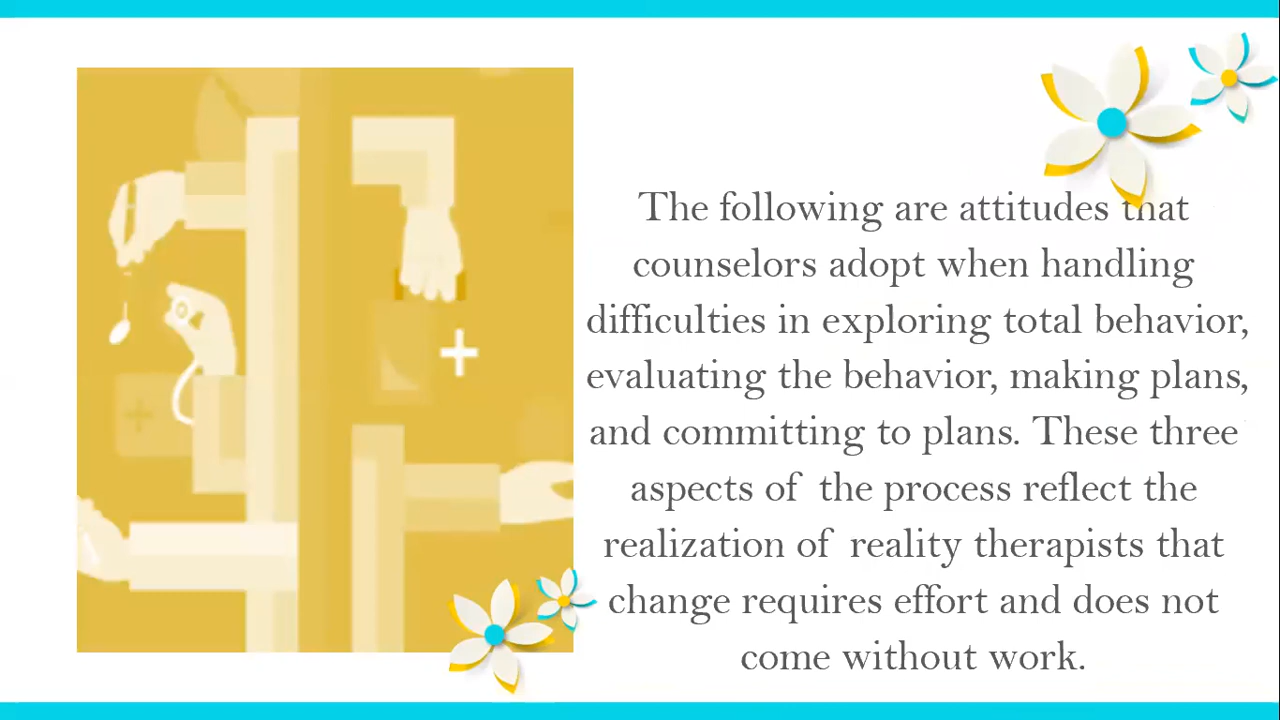 The following are attitudes that
counselors adopt when handling
difficulties in exploring total behavior,
evaluating the behavior, making plans,
and committing to plans. These three
aspects of the process reflect the
realization of reality therapists that
change requires effort and does not
come without work.